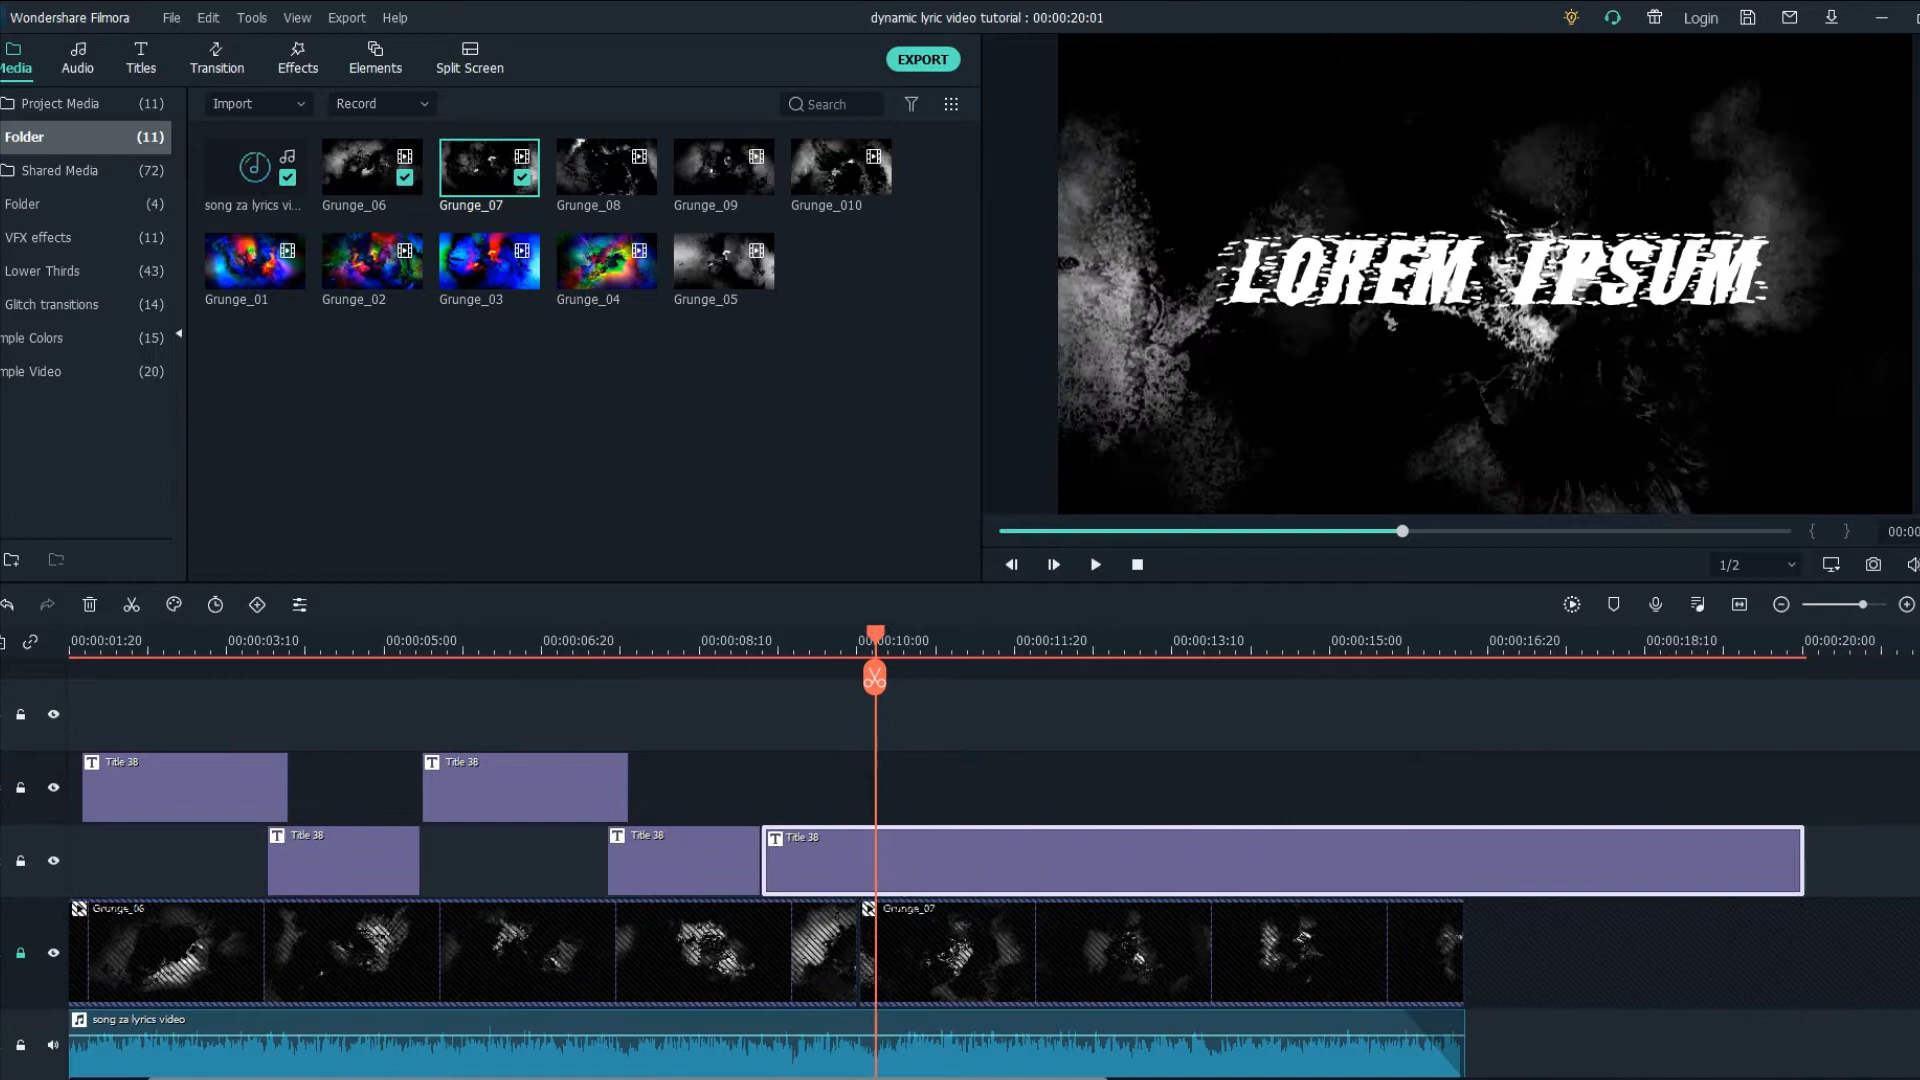 Wondershare Filmora File Edit Tools View Export Help dynamic lyric video tutorial : 00:00:20:01 Login
Media Audio Titles Transition Effects Elements Split Screen EXPORT
Project Media (11) Import Record Search
Folder (11)
Shared Media (72)
Folder (4)
VFX effects (11)
Lower Thirds (43)
Glitch transitions (14)
mple Colors (15)
mple Video (20)
song za lyrics vi... Grunge_06 Grunge_07 Grunge_08 Grunge_09 Grunge_010
Grunge_01 Grunge_02 Grunge_03 Grunge_04 Grunge_05
LOREM IPSUM
{ } 00:00
1/2
00:00:01:20 00:00:03:10 00:00:05:00 00:00:06:20 00:00:08:10 00:00:10:00 00:00:11:20 00:00:13:10 00:00:15:00 00:00:16:20 00:00:18:10 00:00:20:00
T Title 38 T Title 38
T Title 38 T Title 38 T Title 38
Grunge_06 Grunge_07
song za lyrics video